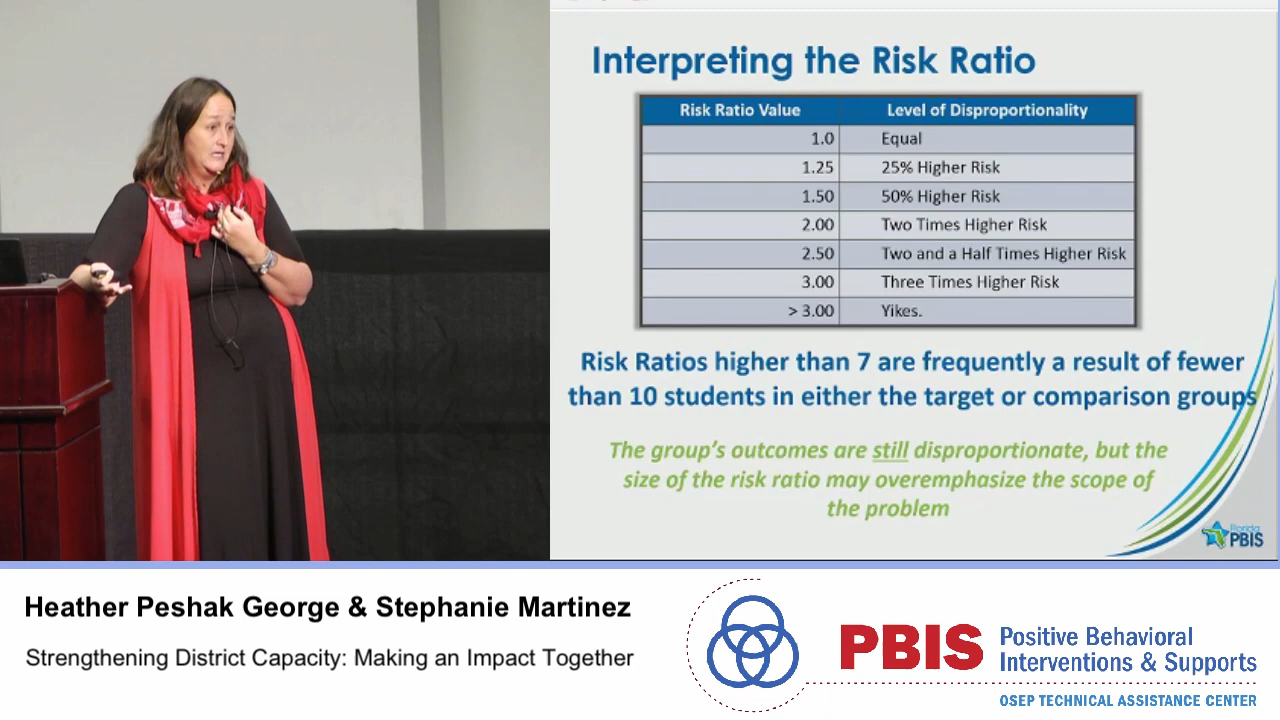 Interpreting the Risk Ratio
Risk Ratio Value Level of Disproportionality
1.0 Equal
1.25 25% Higher Risk
1.50 50% Higher Risk
2.00 Two Times Higher Risk
2.50 Two and a Half Times Higher Risk
3.00 Three Times Higher Risk
> 3.00 Yikes.
Risk Ratios higher than 7 are frequently a result of fewer
than 10 students in either the target or comparison groups
The group's outcomes are still disproportionate, but the
size of the risk ratio may overemphasize the scope of
the problem
Florida
PBIS
Heather Peshak George & Stephanie Martinez
Strengthening District Capacity: Making an Impact Together
PBIS Positive Behavioral
Interventions & Supports
OSEP TECHNICAL ASSISTANCE CENTER